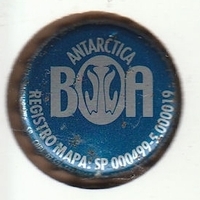 ANTARCTICA
BOA
REGISTRO MAPA: SP 000499-5.000019